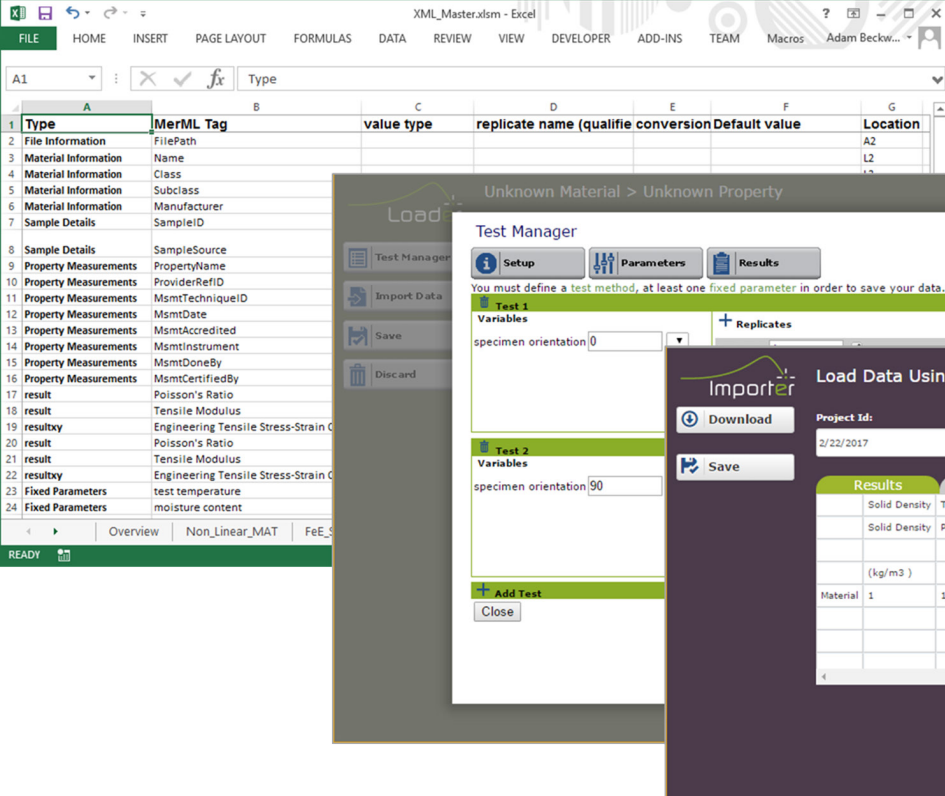 XML_Master.xlsm - Excel
FILE HOME INSERT PAGE LAYOUT FORMULAS DATA REVIEW VIEW DEVELOPER ADD-INS TEAM Macros Adam Beckw...
A1 fx Type
A B C D E F G
1 Type MerML Tag value type replicate name (qualifie conversion Default value Location
2 File Information FilePath A2
3 Material Information Name L2
4 Material Information Class
5 Material Information Subclass
6 Material Information Manufacturer
7 Sample Details SampleID
8 Sample Details SampleSource
9 Property Measurements PropertyName
10 Property Measurements ProviderRefID
11 Property Measurements MsmtTechniqueID
12 Property Measurements MsmtDate
13 Property Measurements MsmtAccredited
14 Property Measurements MsmtInstrument
15 Property Measurements MsmtDoneBy
16 Property Measurements MsmtCertifiedBy
17 result Poisson's Ratio
18 result Tensile Modulus
19 resultxy Engineering Tensile Stress-Strain C
20 result Poisson's Ratio
21 result Tensile Modulus
22 resultxy Engineering Tensile Stress-Strain C
23 Fixed Parameters test temperature
24 Fixed Parameters moisture content
Overview Non_Linear_MAT FeE_S
READY
Unknown Material > Unknown Property
Load
Test Manager
Import Data
Save
Discard
Test Manager
Setup Parameters Results
You must define a test method, at least one fixed parameter in order to save your data.
Test 1
Variables
specimen orientation 0
Replicates
Test 2
Variables
specimen orientation 90
Add Test
Close
Importer
Load Data Usin
Download
Save
Project Id:
2/22/2017
Results
Solid Density T
Solid Density P
(kg/m3 )
Material 1 1